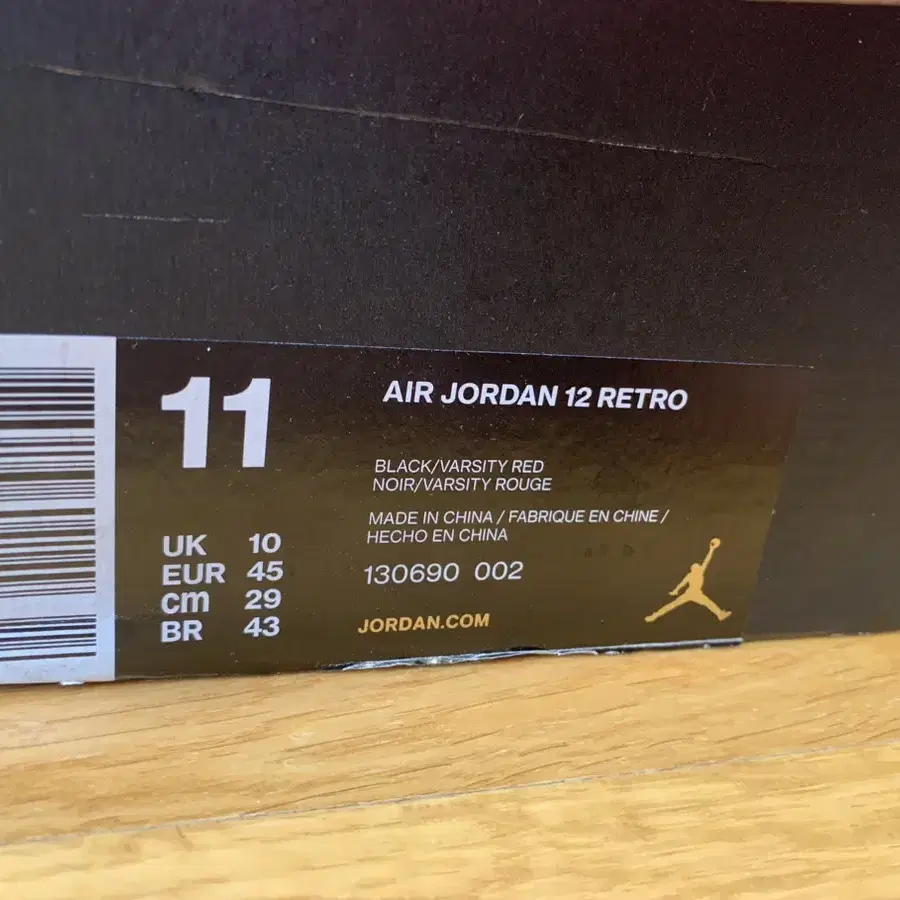 11
AIR JORDAN 12 RETRO
BLACK/VARSITY RED
NOIR/VARSITY ROUGE
MADE IN CHINA / FABRIQUE EN CHINE /
HECHO EN CHINA
130690 002
JORDAN.COM
UK 10
EUR 45
cm 29
BR 43